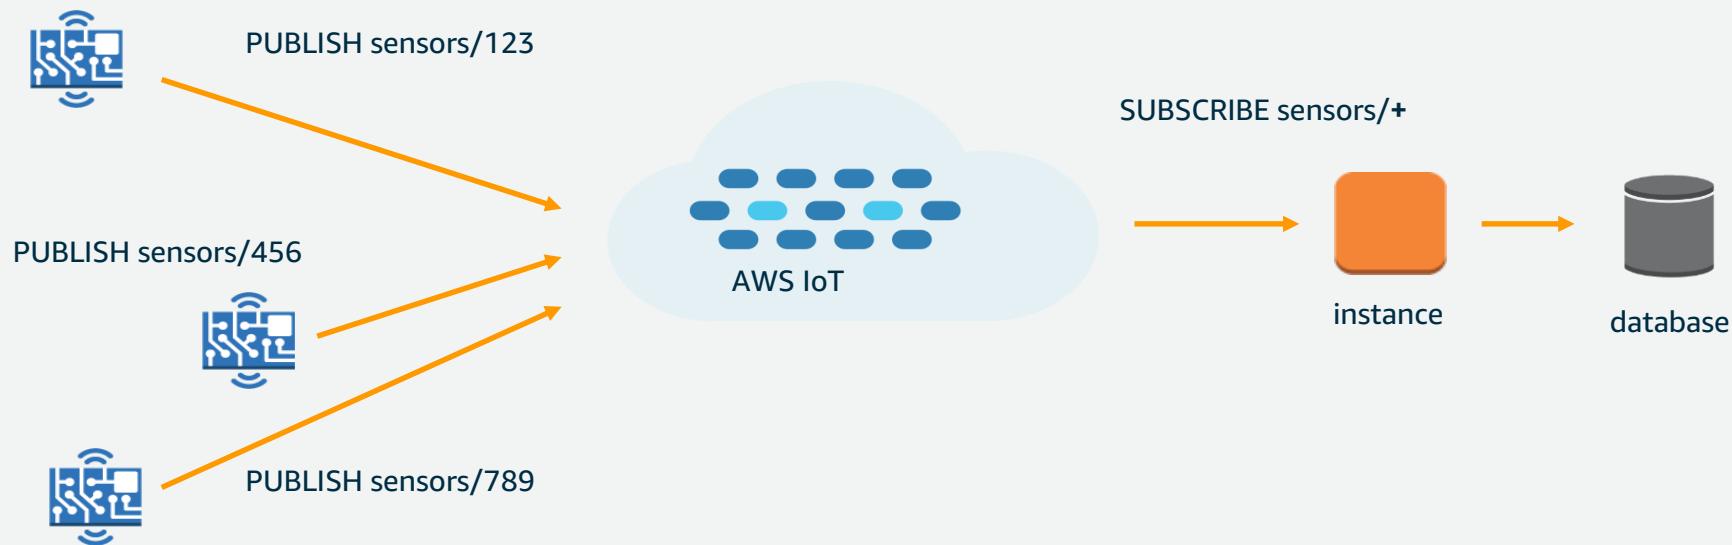 PUBLISH sensors/123
SUBSCRIBE sensors/+
PUBLISH sensors/456
AWS IoT
instance
database
PUBLISH sensors/789